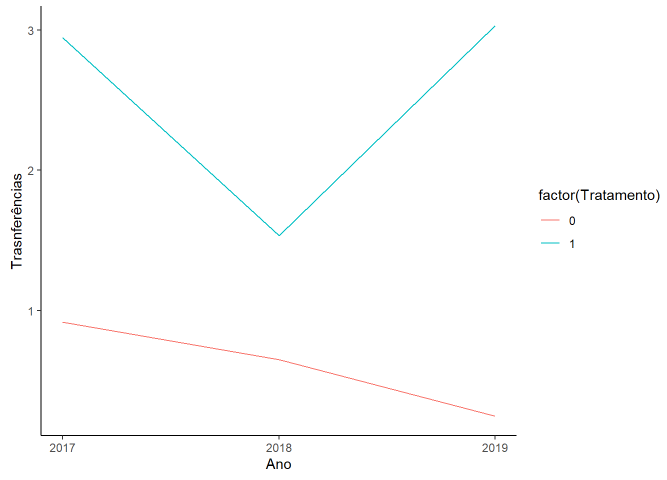 3
2
1
Trasnferências
2017
2018
2019
Ano
factor(Tratamento)
0
1